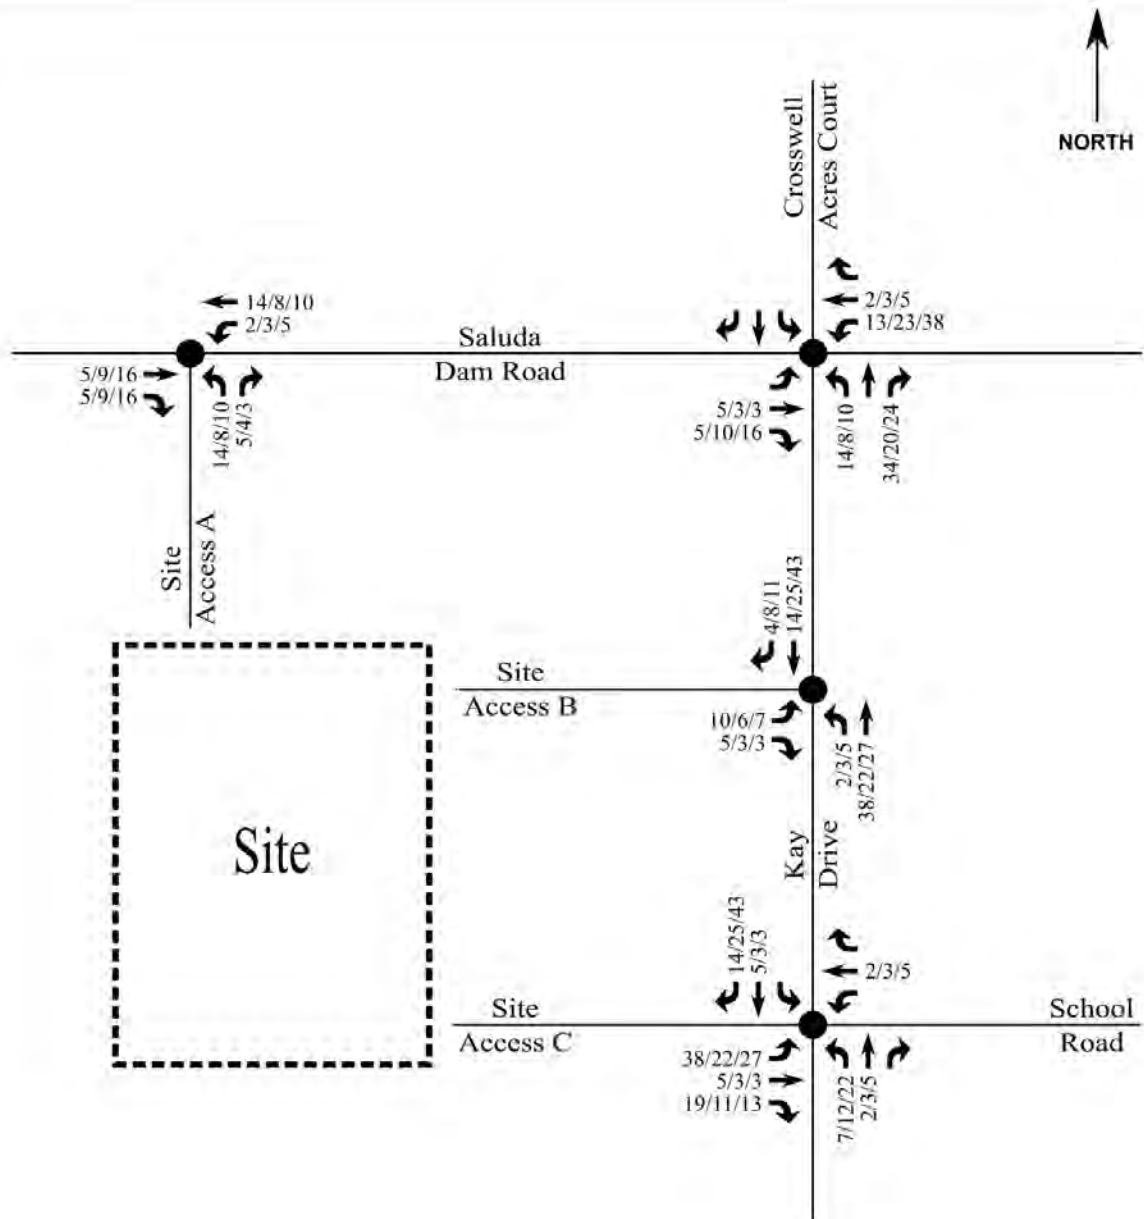 NORTH
Crosswell
Acres Court
14/8/10
2/3/5
2/3/5
13/23/38
Saluda
Dam Road
5/9/16
5/9/16
14/8/10
5/4/3
5/3/3
5/10/16
14/8/10
34/20/24
Site
Access A
4/8/11
14/25/43
Site
Access B
10/6/7
5/3/3
2/3/5
38/22/27
Site
Kay
Drive
14/25/43
5/3/3
2/3/5
Site
Access C
School
Road
38/22/27
5/3/3
19/11/13
7/12/22
2/3/5